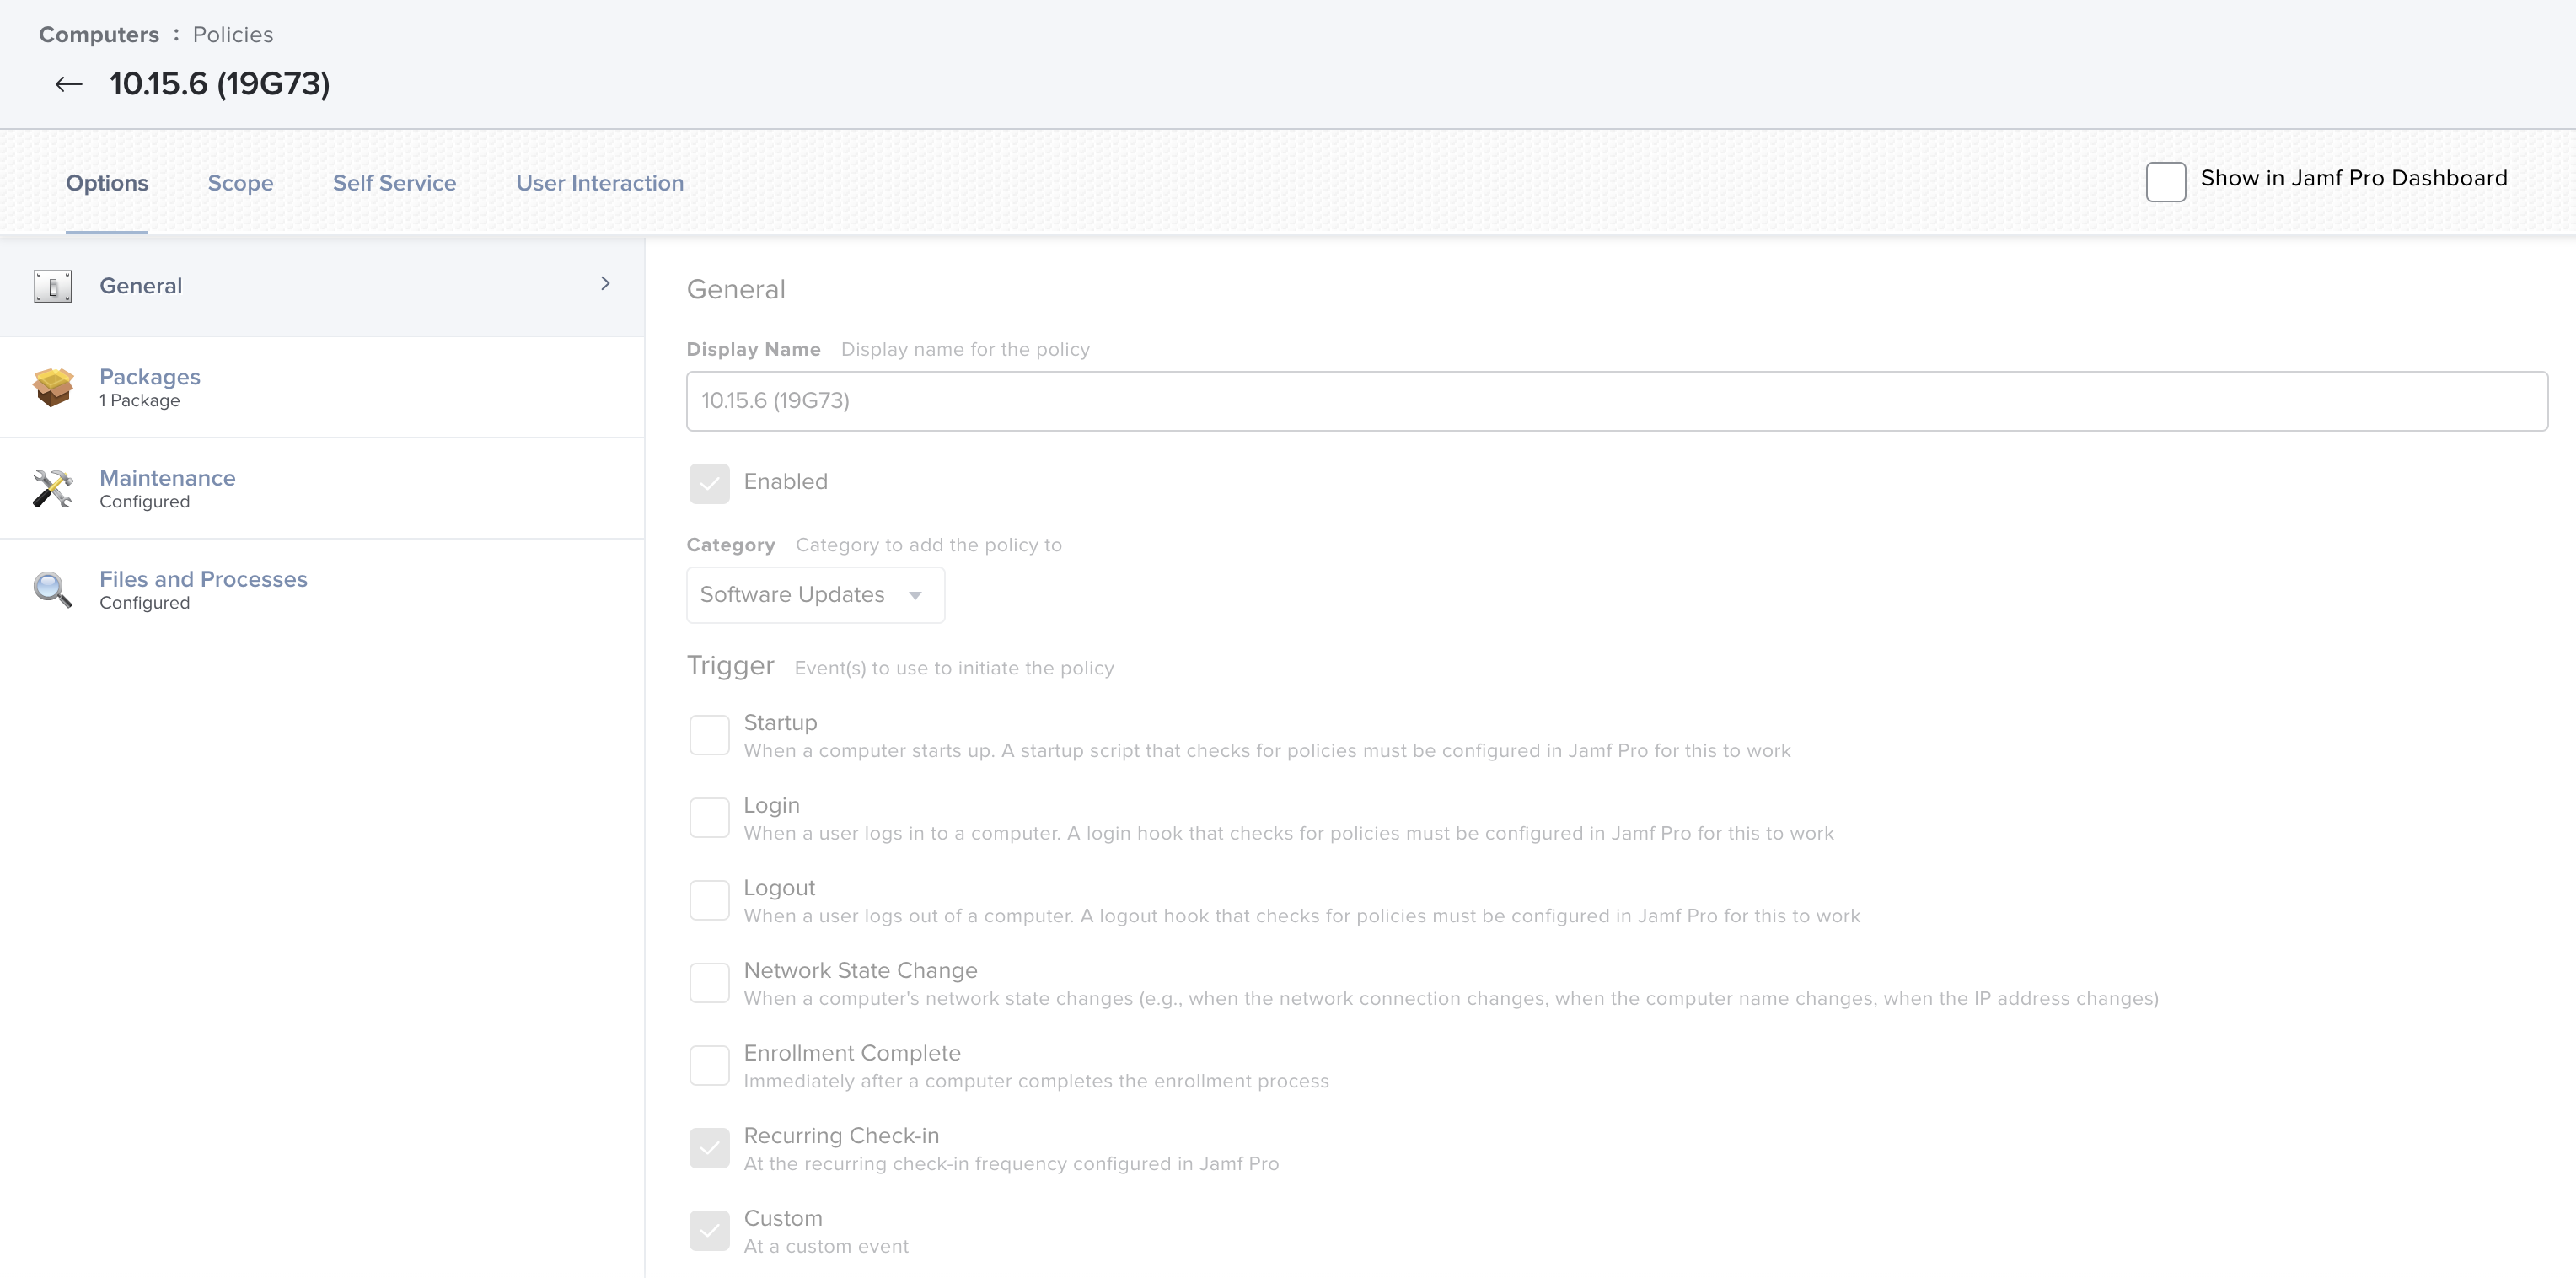 Computers : Policies
10.15.6 (19G73)
Options Scope Self Service User Interaction Show in Jamf Pro Dashboard
General
Packages
1 Package
Maintenance
Configured
Files and Processes
Configured
General
Display Name Display name for the policy
10.15.6 (19G73)
Enabled
Category Category to add the policy to
Software Updates
Trigger Event(s) to use to initiate the policy
Startup
When a computer starts up. A startup script that checks for policies must be configured in Jamf Pro for this to work
Login
When a user logs in to a computer. A login hook that checks for policies must be configured in Jamf Pro for this to work
Logout
When a user logs out of a computer. A logout hook that checks for policies must be configured in Jamf Pro for this to work
Network State Change
When a computer's network state changes (e.g., when the network connection changes, when the computer name changes, when the IP address changes)
Enrollment Complete
Immediately after a computer completes the enrollment process
Recurring Check-in
At the recurring check-in frequency configured in Jamf Pro
Custom
At a custom event